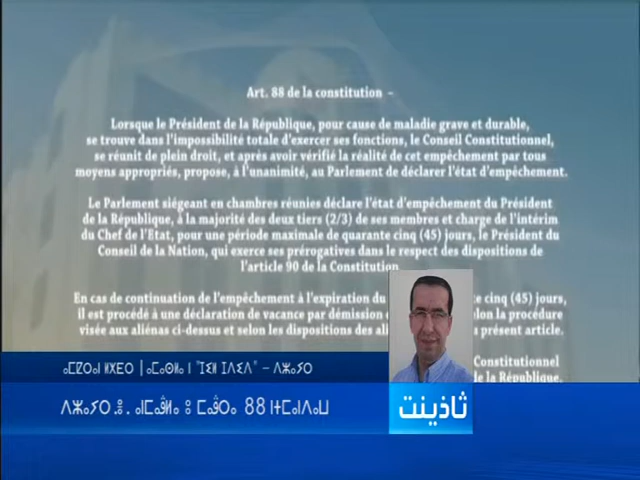 Art. 88 de la constitution –
Lorsque le Président de la République, pour cause de maladie grave et durable,
se trouve dans l'impossibilité totale d'exercer ses fonctions, le Conseil Constitutionnel,
se réunit de plein droit, et après avoir vérifié la réalité de cet empêchement par tous
moyens appropriés, propose, à l'unanimité, au Parlement de déclarer l'état d'empêchement.
Le Parlement siégeant en chambres réunies déclare l'état d'empêchement du Président
de la République, à la majorité des deux tiers (2/3) de ses membres et charge de l'intérim
du Chef de l'Etat, pour une période maximale de quarante cinq (45) jours, le Président du
Conseil de la Nation, qui exerce ses prérogatives dans le respect des dispositions de
l'article 90 de la Constitution
En cas de continuation de l'empêchement à l'expiration du te cinq (45) jours,
il est procédé à une déclaration de vacance par démission lon la procédure
visée aux aliénas ci-dessus et selon les dispositions des présent article.
Constitutionnel
de la République,
ⴷⵣⴰⵢⵔ
88
ثاذينت